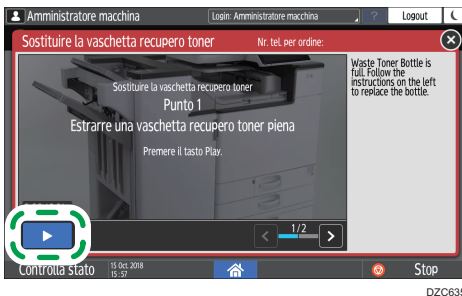 Amministratore macchina
Login: Amministratore macchina
?
Logout
Sostituire la vaschetta recupero toner
Nr. tel. per ordine:
Sostituire la vaschetta recupero toner
Punto 1
Estrarre una vaschetta recupero toner piena
Premere il tasto Play.
Waste Toner Bottle is
full. Follow the
instructions on the left
to replace the bottle.
1/2
Controlla stato
15 Oct. 2018
15:57
Stop
DZC635